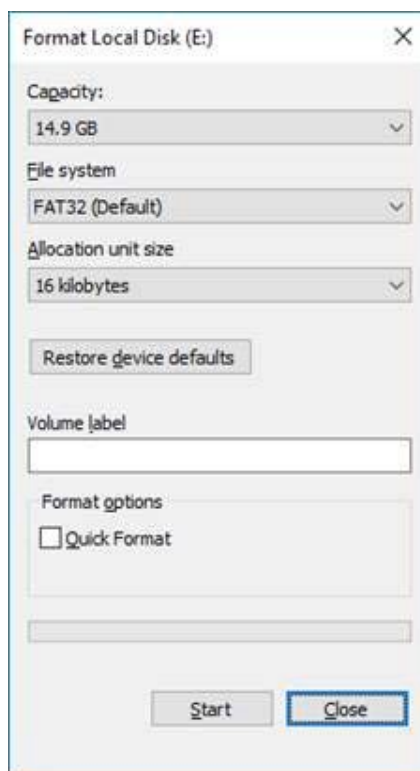 Format Local Disk (E:)
Capacity:
14.9 GB
File system
FAT32 (Default)
Allocation unit size
16 kilobytes
Restore device defaults
Volume label
Format options
Quick Format
Start
Close